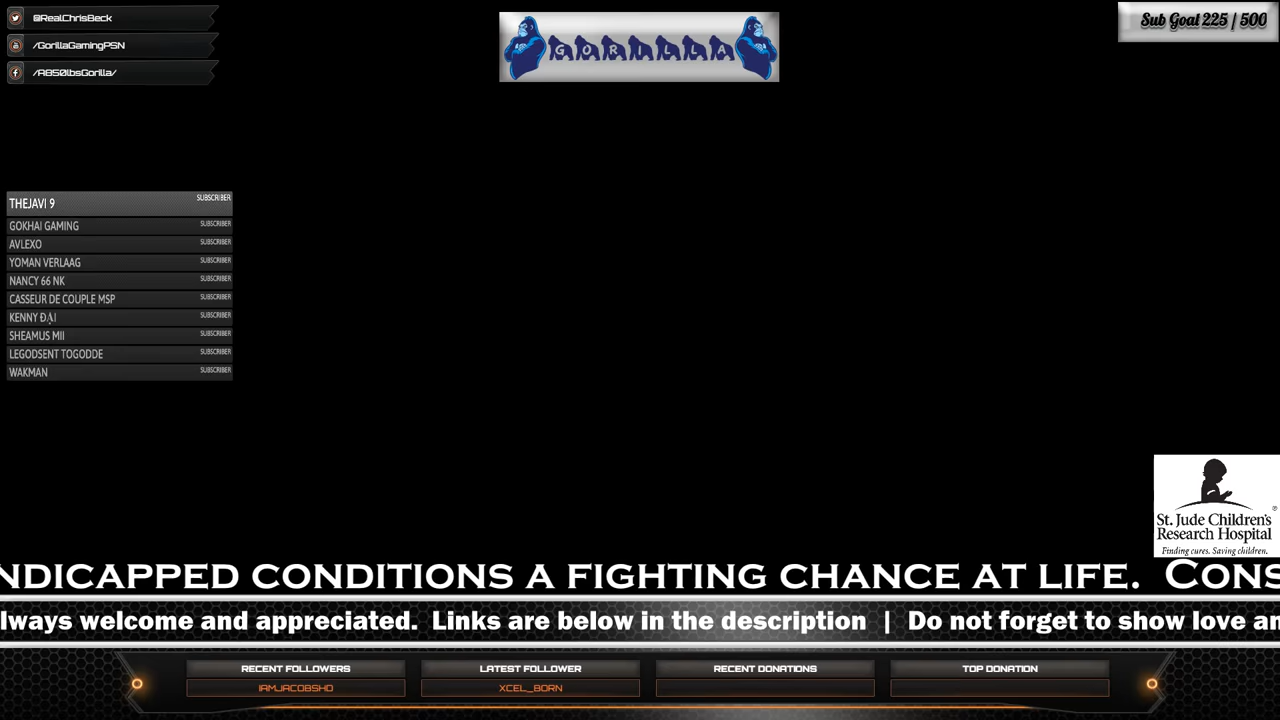 @RealChrisBeck
/GorillaGamingPSN
/A850lbsGorilla/
GORILLA
Sub Goal 225 / 500
THEJAVI 9 SUBSCRIBER
GOKHAI GAMING SUBSCRIBER
AVLEXO SUBSCRIBER
YOMAN VERLAAG SUBSCRIBER
NANCY 66 NK SUBSCRIBER
CASSEUR DE COUPLE MSP SUBSCRIBER
KENNY ĐẠI SUBSCRIBER
SHEAMUS MII SUBSCRIBER
LEGODSENT TOGODDE SUBSCRIBER
WAKMAN SUBSCRIBER
St. Jude Children's
Research Hospital
Finding cures. Saving children.
NDICAPPED CONDITIONS A FIGHTING CHANCE AT LIFE. CONS
lways welcome and appreciated. Links are below in the description | Do not forget to show love an
RECENT FOLLOWERS LATEST FOLLOWER RECENT DONATIONS TOP DONATION
IAMJACOBSHD XCEL_BORN